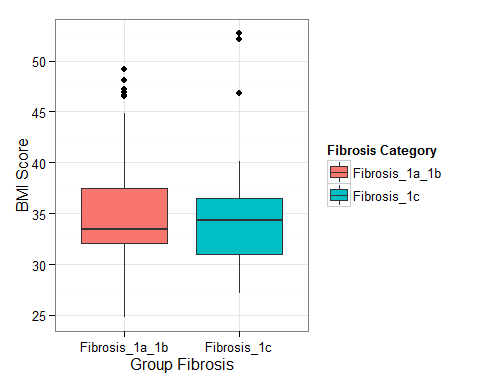 BMI Score
50
45
40
35
30
25
Fibrosis_1a_1b
Fibrosis_1c
Group Fibrosis
Fibrosis Category
Fibrosis_1a_1b
Fibrosis_1c